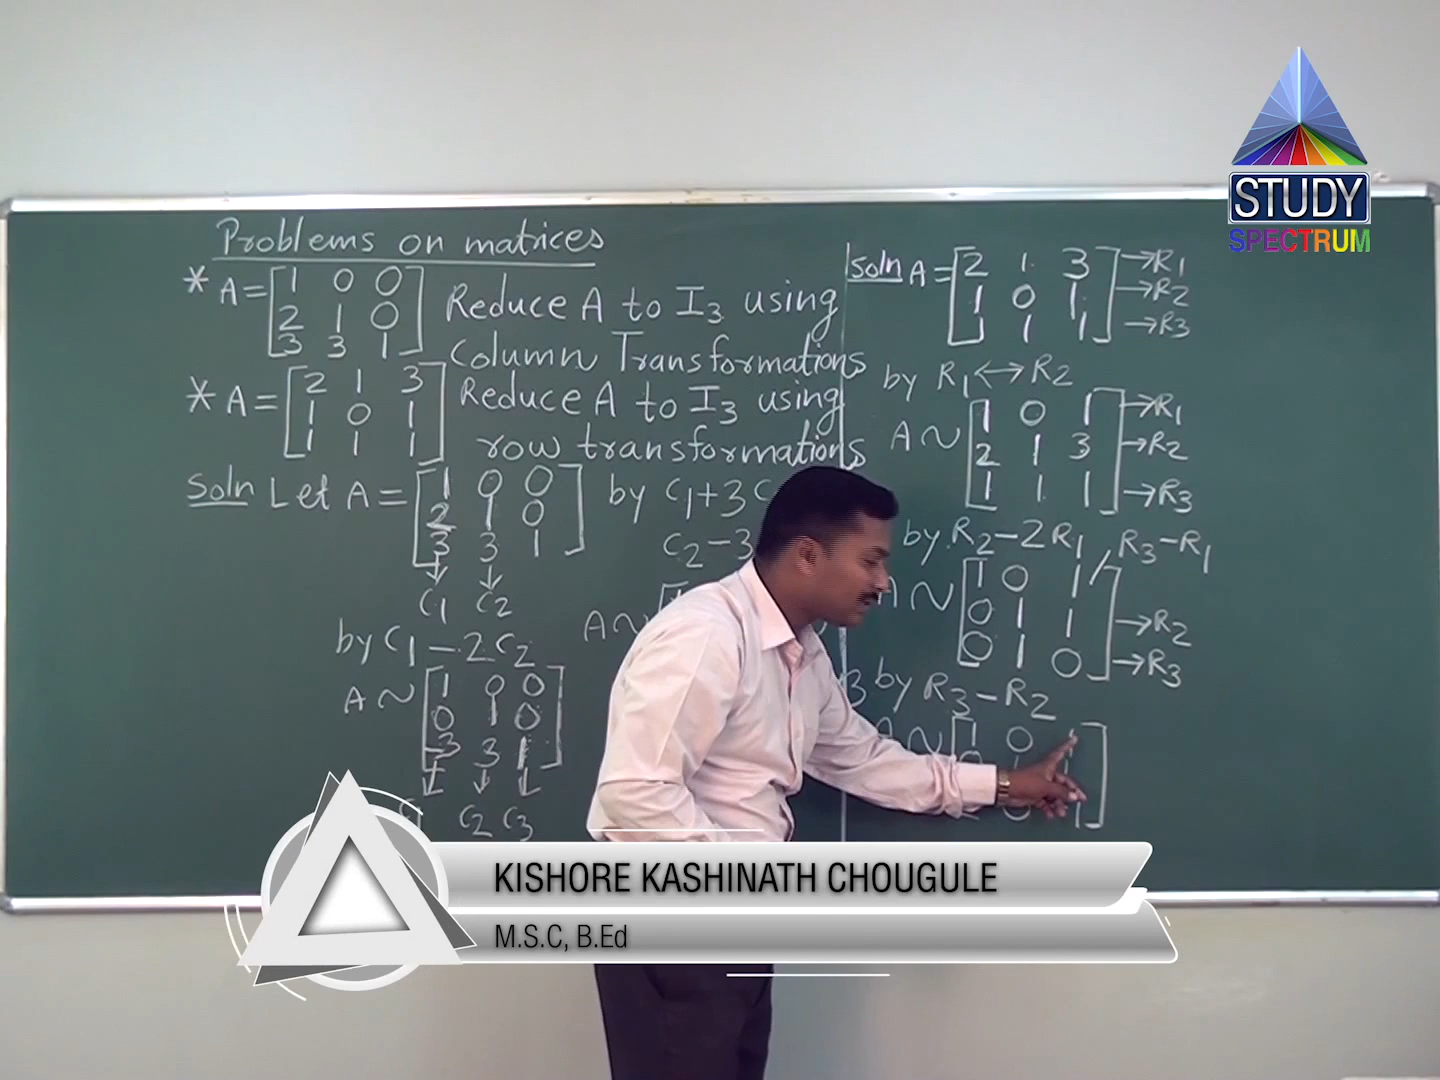 Problems on matrices
* A = [1 0 0
2 1 0
3 3 1]
Reduce A to I3 using
Column Transformations
* A = [2 1 3
1 0 1
1 1 1]
Reduce A to I3 using
row transformations
Soln Let A = [1 0 0
2 1 0
3 3 1]
↓ ↓
C1 C2
by C1 - 2C2
A ~ [1 0 0
0 1 0
-3 3 1]
↓ ↓ ↓
C2 C3
by C1+3
C2-3
A~
Soln A = [2 1 3 →R1
1 0 1 →R2
1 1 1] →R3
by R1 ↔ R2
A ~ [1 0 1 →R1
2 1 3 →R2
1 1 1] →R3
by R2-2R1, R3-R1
A ~ [1 0 1
0 1 1 →R2
0 1 0] →R3
by R3-R2
A ~ [1 0 1
STUDY
SPECTRUM
KISHORE KASHINATH CHOUGULE
M.S.C, B.Ed